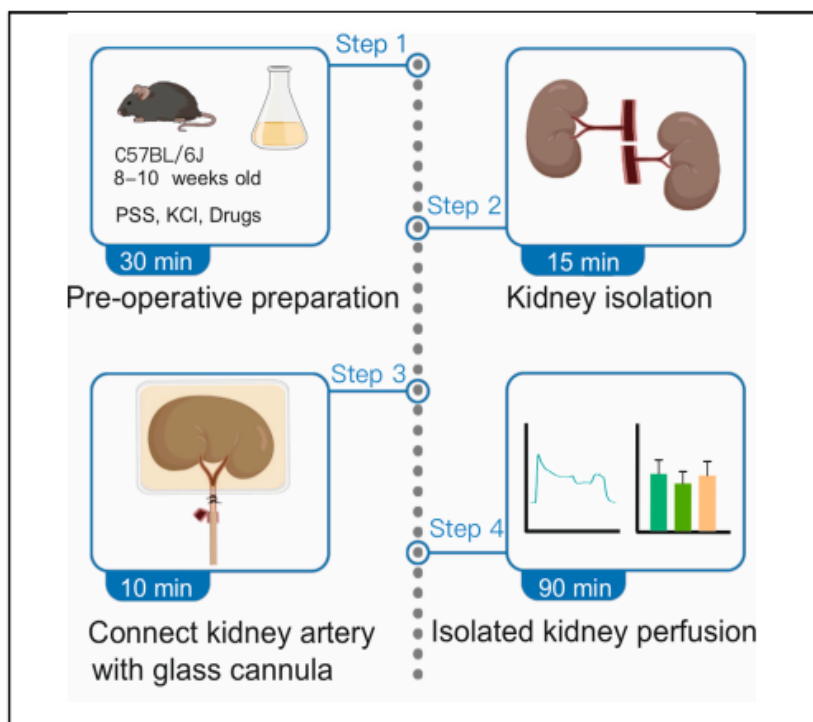 Step 1
C57BL/6J
8–10 weeks old
PSS, KCl, Drugs
30 min
Pre-operative preparation
Step 2
15 min
Kidney isolation
Step 3
10 min
Connect kidney artery
with glass cannula
Step 4
90 min
Isolated kidney perfusion